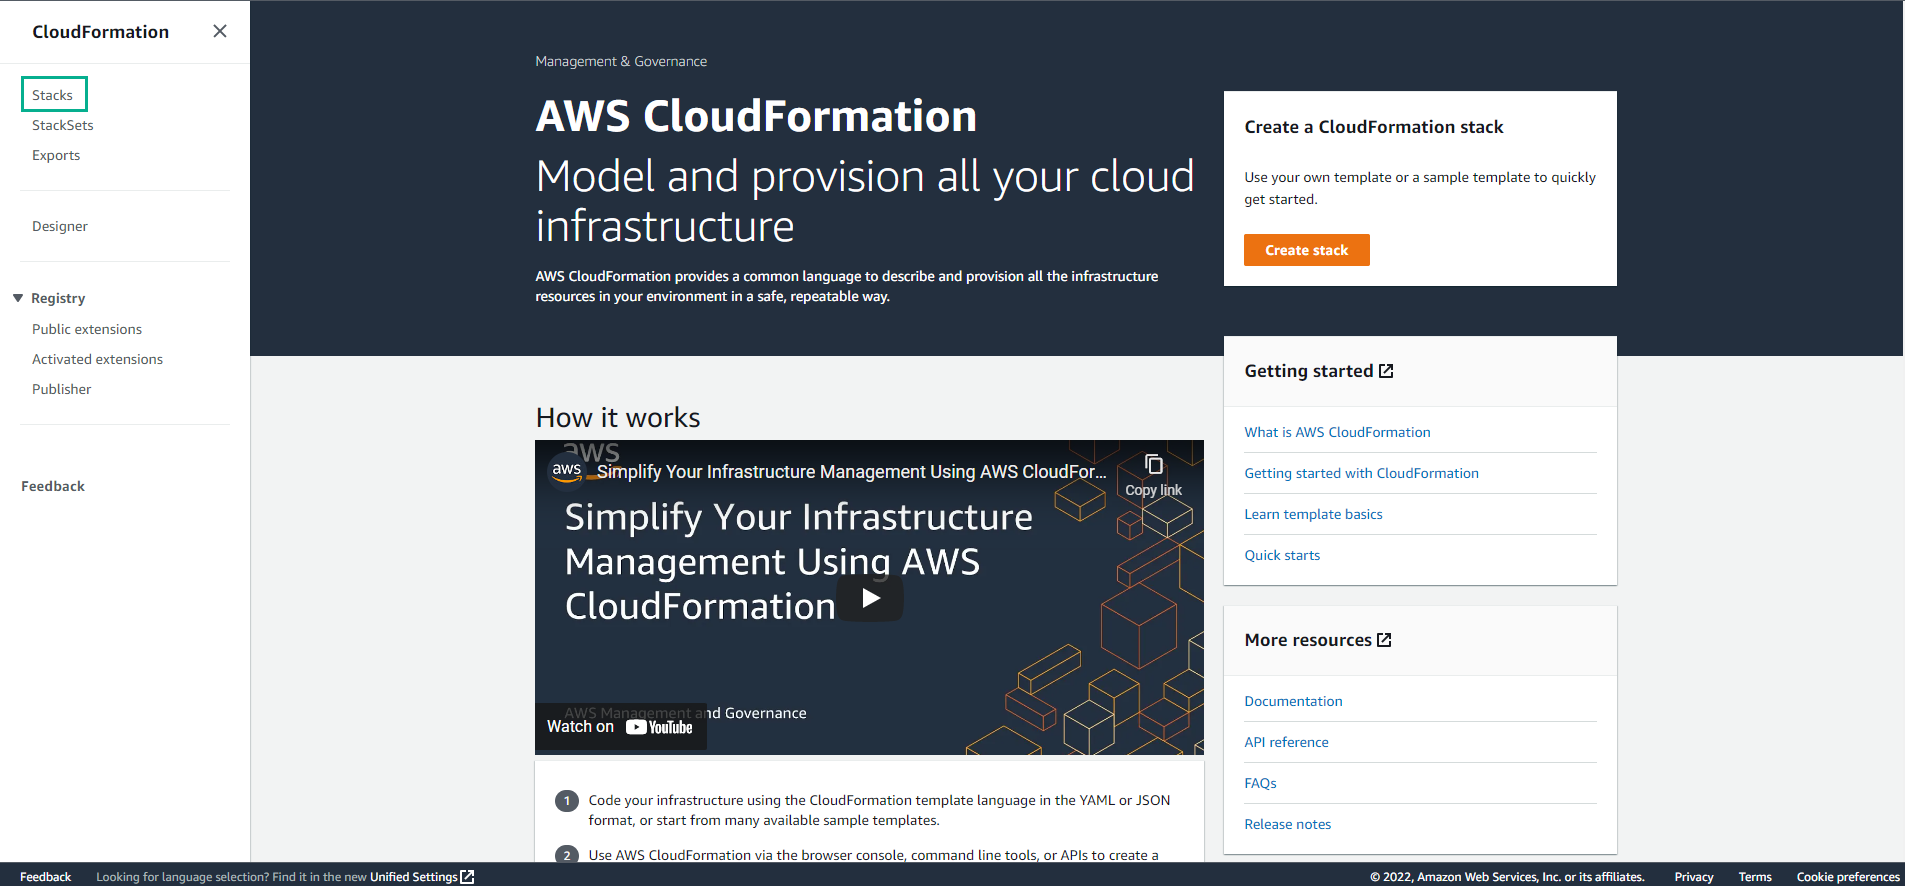 CloudFormation
Stacks
StackSets
Exports
Designer
Registry
Public extensions
Activated extensions
Publisher
Feedback
Management & Governance
AWS CloudFormation
Model and provision all your cloud
infrastructure
AWS CloudFormation provides a common language to describe and provision all the infrastructure
resources in your environment in a safe, repeatable way.
Create a CloudFormation stack
Use your own template or a sample template to quickly
get started.
Create stack
How it works
aws
aws
Simplify Your Infrastructure Management Using AWS CloudFor...
Copy link
Simplify Your Infrastructure
Management Using AWS
CloudFormation
AWS Management and Governance
Watch on YouTube
1 Code your infrastructure using the CloudFormation template language in the YAML or JSON
format, or start from many available sample templates.
2 Use AWS CloudFormation via the browser console, command line tools, or APIs to create a
Getting started
What is AWS CloudFormation
Getting started with CloudFormation
Learn template basics
Quick starts
More resources
Documentation
API reference
FAQs
Release notes
Feedback Looking for language selection? Find it in the new Unified Settings © 2022, Amazon Web Services, Inc. or its affiliates. Privacy Terms Cookie preferences